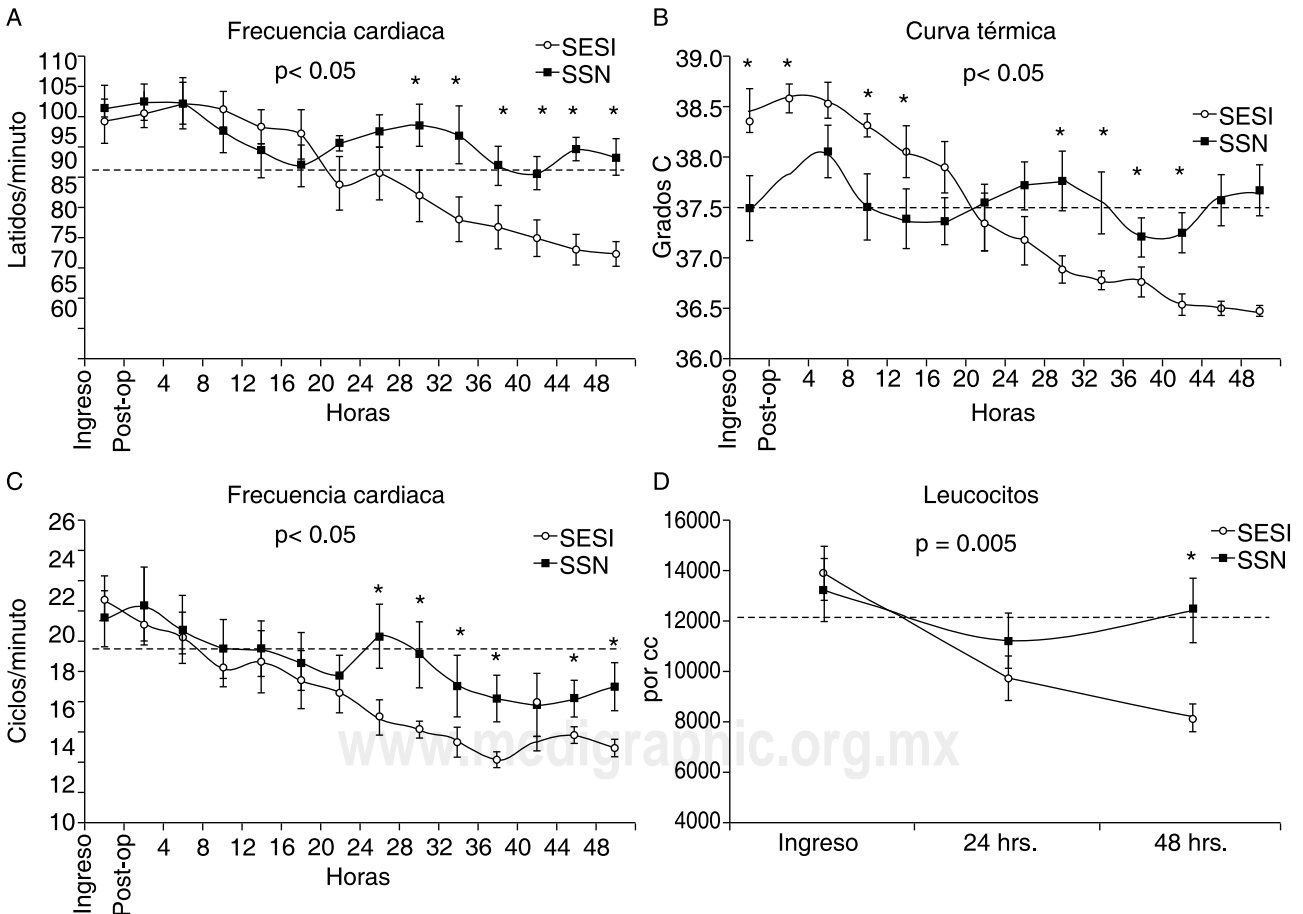 A
Frecuencia cardiaca
p< 0.05
SESI
SSN
* * * * * *
Latidos/minuto
110
105
100
95
90
85
80
75
70
65
60
Ingreso Post-op 4 8 12 16 20 24 28 32 36 40 44 48
Horas
B
Curva térmica
p< 0.05
SESI
SSN
* * * * * * * *
Grados C
39.0
38.5
38.0
37.5
37.0
36.5
36.0
Ingreso Post-op 4 8 12 16 20 24 28 32 36 40 44 48
Horas
C
Frecuencia cardiaca
p< 0.05
SESI
SSN
* * * * * *
Ciclos/minuto
26
24
22
20
18
16
14
12
10
Ingreso Post-op 4 8 12 16 20 24 28 32 36 40 44 48
Horas
D
Leucocitos
p = 0.005
SESI
SSN
*
por cc
16000
14000
12000
10000
8000
6000
4000
Ingreso 24 hrs. 48 hrs.
www.medigraphic.org.mx